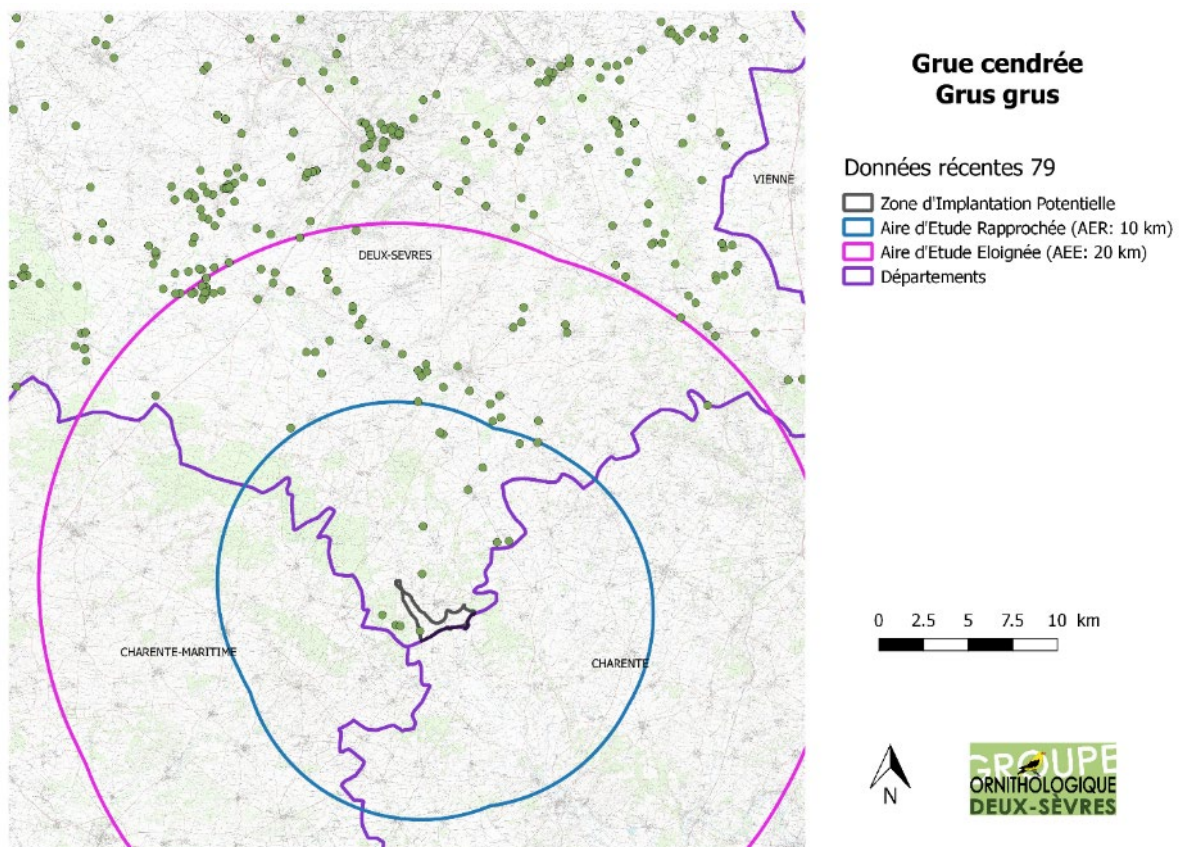 Grue cendrée
Grus grus
Données récentes 79
Zone d'Implantation Potentielle
Aire d'Etude Rapprochée (AER: 10 km)
Aire d'Etude Eloignée (AEE: 20 km)
Départements
VIENNE
DEUX-SEVRES
CHARENTE-MARITIME
CHARENTE
0 2.5 5 7.5 10 km
N
GROUPE
ORNITHOLOGIQUE
DEUX-SÈVRES